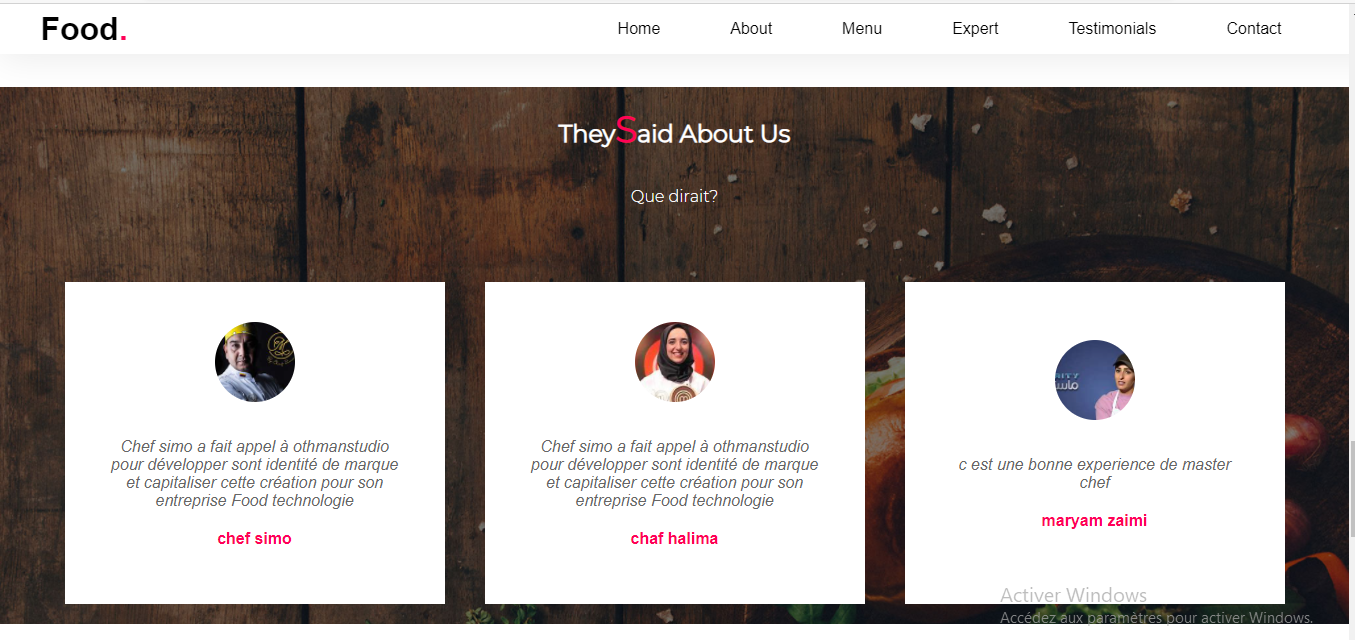 Food.
Home About Menu Expert Testimonials Contact
TheySaid About Us
Que dirait?
Chef simo a fait appel à othmanstudio
pour développer sont identité de marque
et capitaliser cette création pour son
entreprise Food technologie
chef simo
Chef simo a fait appel à othmanstudio
pour développer sont identité de marque
et capitaliser cette création pour son
entreprise Food technologie
chaf halima
c est une bonne experience de master
chef
maryam zaimi
Activer Windows
Accédez aux paramètres pour activer Windows.